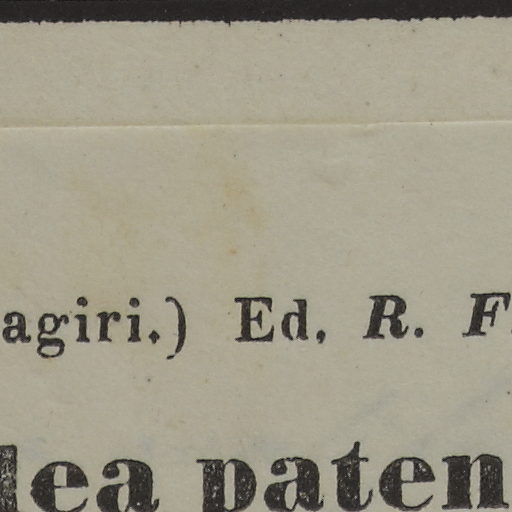 agiri.) Ed. R. F.
lea paten